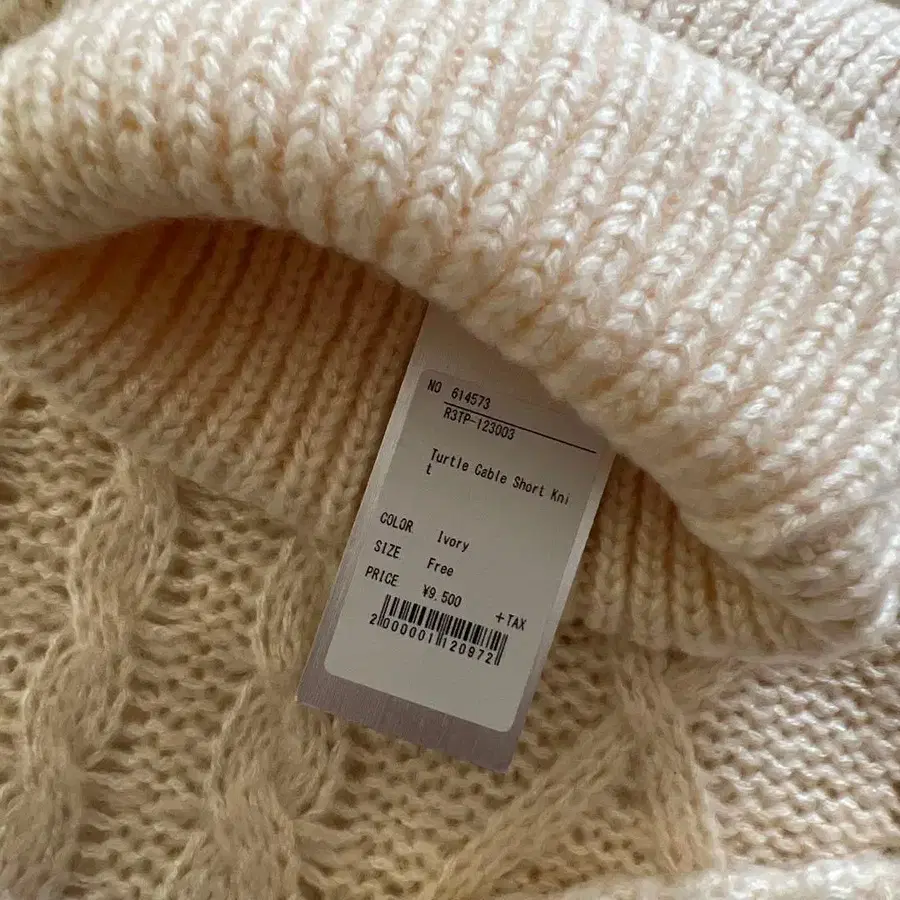 NO 614573
R3TP-123003
Turtle Cable Short Kni
t
COLOR Ivory
SIZE Free
PRICE ¥9,500 +TAX
2000001120972